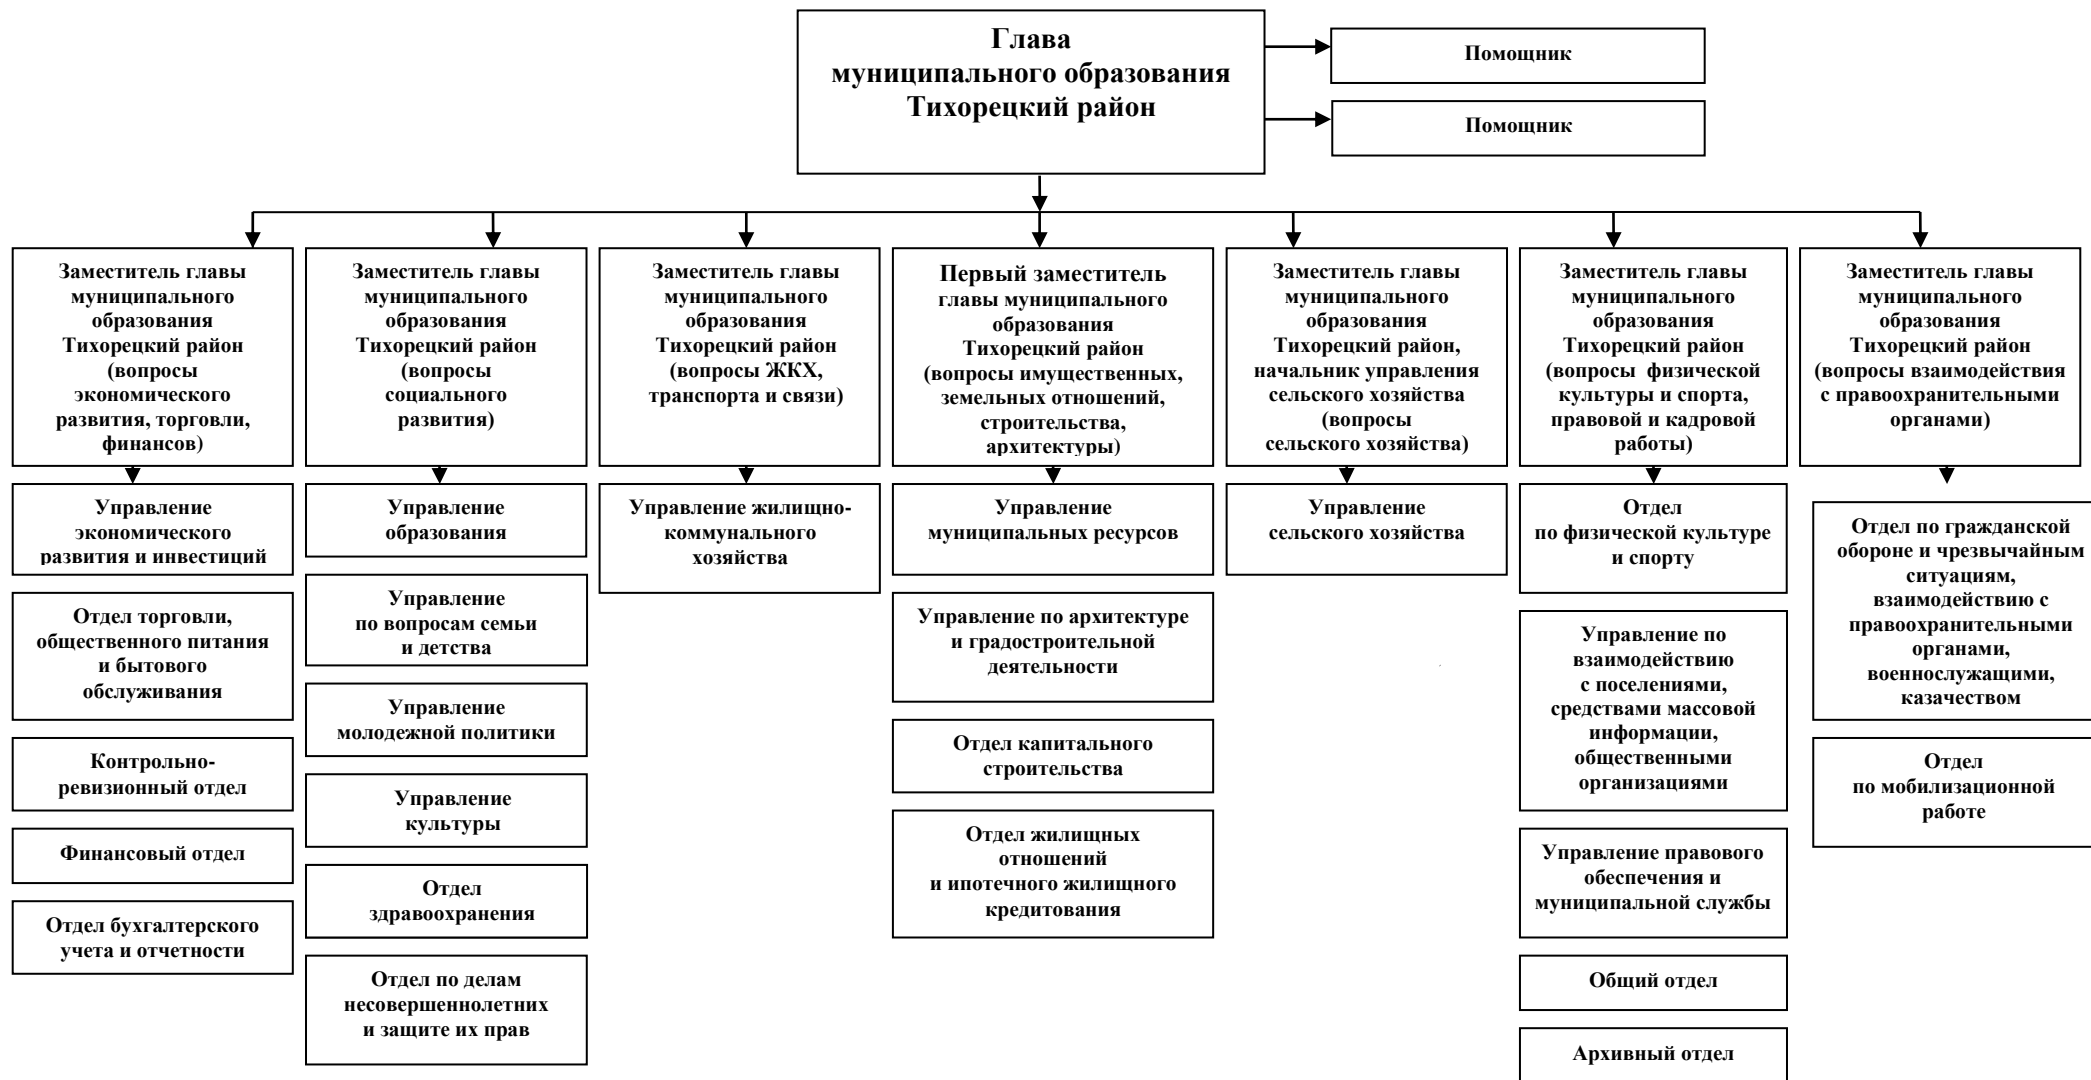 Глава
муниципального образования
Тихорецкий район
Помощник
Помощник
Заместитель главы
муниципального
образования
Тихорецкий район
(вопросы
экономического
развития, торговли,
финансов)
Заместитель главы
муниципального
образования
Тихорецкий район
(вопросы
социального
развития)
Заместитель главы
муниципального
образования
Тихорецкий район
(вопросы ЖКХ,
транспорта и связи)
Первый заместитель
главы муниципального
образования
Тихорецкий район
(вопросы имущественных,
земельных отношений,
строительства,
архитектуры)
Заместитель главы
муниципального
образования
Тихорецкий район,
начальник управления
сельского хозяйства
(вопросы
сельского хозяйства)
Заместитель главы
муниципального
образования
Тихорецкий район
(вопросы физической
культуры и спорта,
правовой и кадровой
работы)
Заместитель главы
муниципального
образования
Тихорецкий район
(вопросы взаимодействия
с правоохранительными
органами)
Управление
экономического
развития и инвестиций
Отдел торговли,
общественного питания
и бытового
обслуживания
Контрольно-
ревизионный отдел
Финансовый отдел
Отдел бухгалтерского
учета и отчетности
Управление
образования
Управление
по вопросам семьи
и детства
Управление
молодежной политики
Управление
культуры
Отдел
здравоохранения
Отдел по делам
несовершеннолетних
и защите их прав
Управление жилищно-
коммунального
хозяйства
Управление
муниципальных ресурсов
Управление по архитектуре
и градостроительной
деятельности
Отдел капитального
строительства
Отдел жилищных
отношений
и ипотечного жилищного
кредитования
Управление
сельского хозяйства
Отдел
по физической культуре
и спорту
Управление по
взаимодействию
с поселениями,
средствами массовой
информации,
общественными
организациями
Управление правового
обеспечения и
муниципальной службы
Общий отдел
Архивный отдел
Отдел по гражданской
обороне и чрезвычайным
ситуациям,
взаимодействию с
правоохранительными
органами,
военнослужащими,
казачеством
Отдел
по мобилизационной
работе